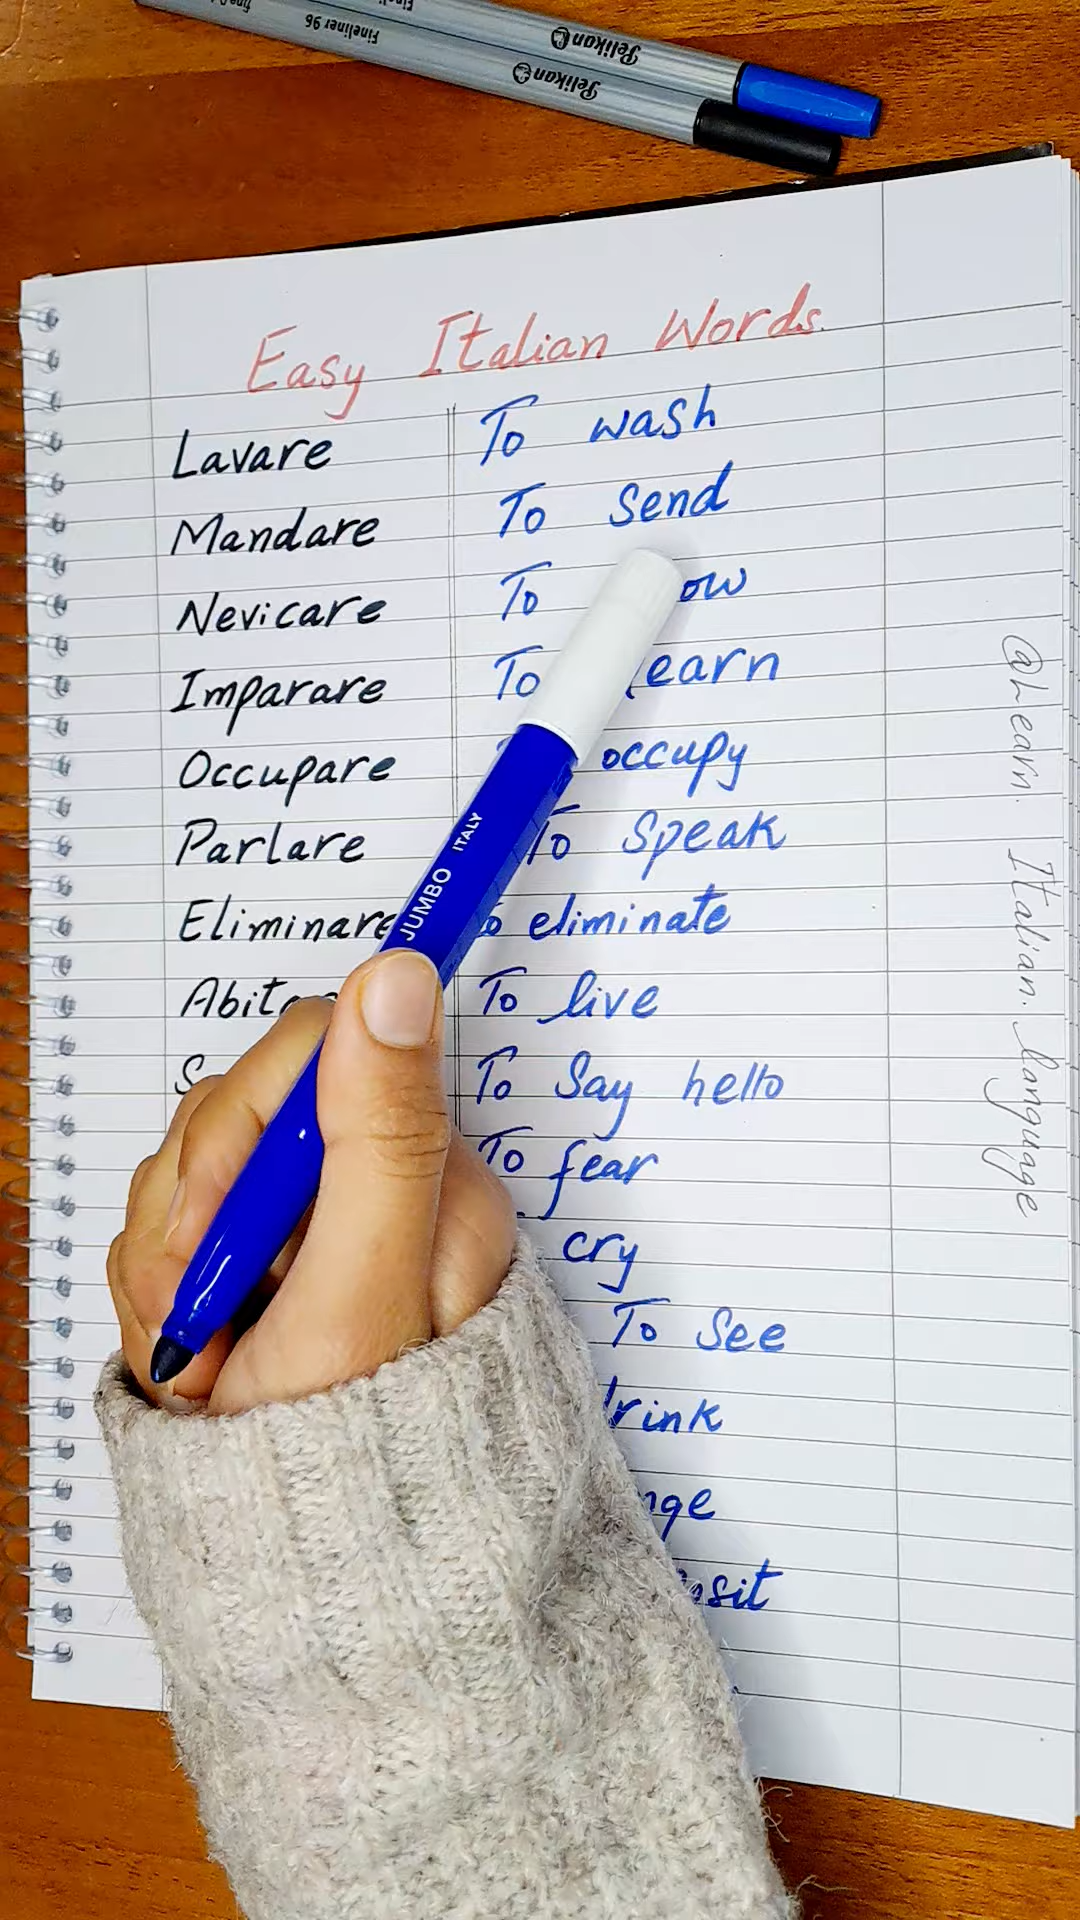 Pelikan
Fineliner 96 Pelikan
Easy Italian Words
Lavare To wash
Mandare To send
Nevicare To
Imparare To learn
Occupare occupy
Parlare To Speak
Eliminare To eliminate
To live
To Say hello
To fear
cry
To See
@Learn. Italian. language
JUMBO ITALY